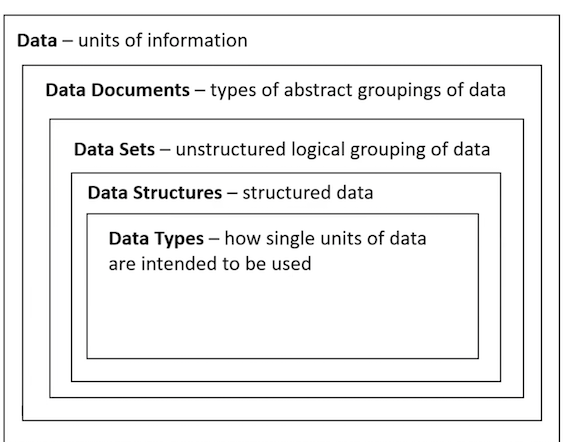 Data – units of information
Data Documents – types of abstract groupings of data
Data Sets – unstructured logical grouping of data
Data Structures – structured data
Data Types – how single units of data
are intended to be used